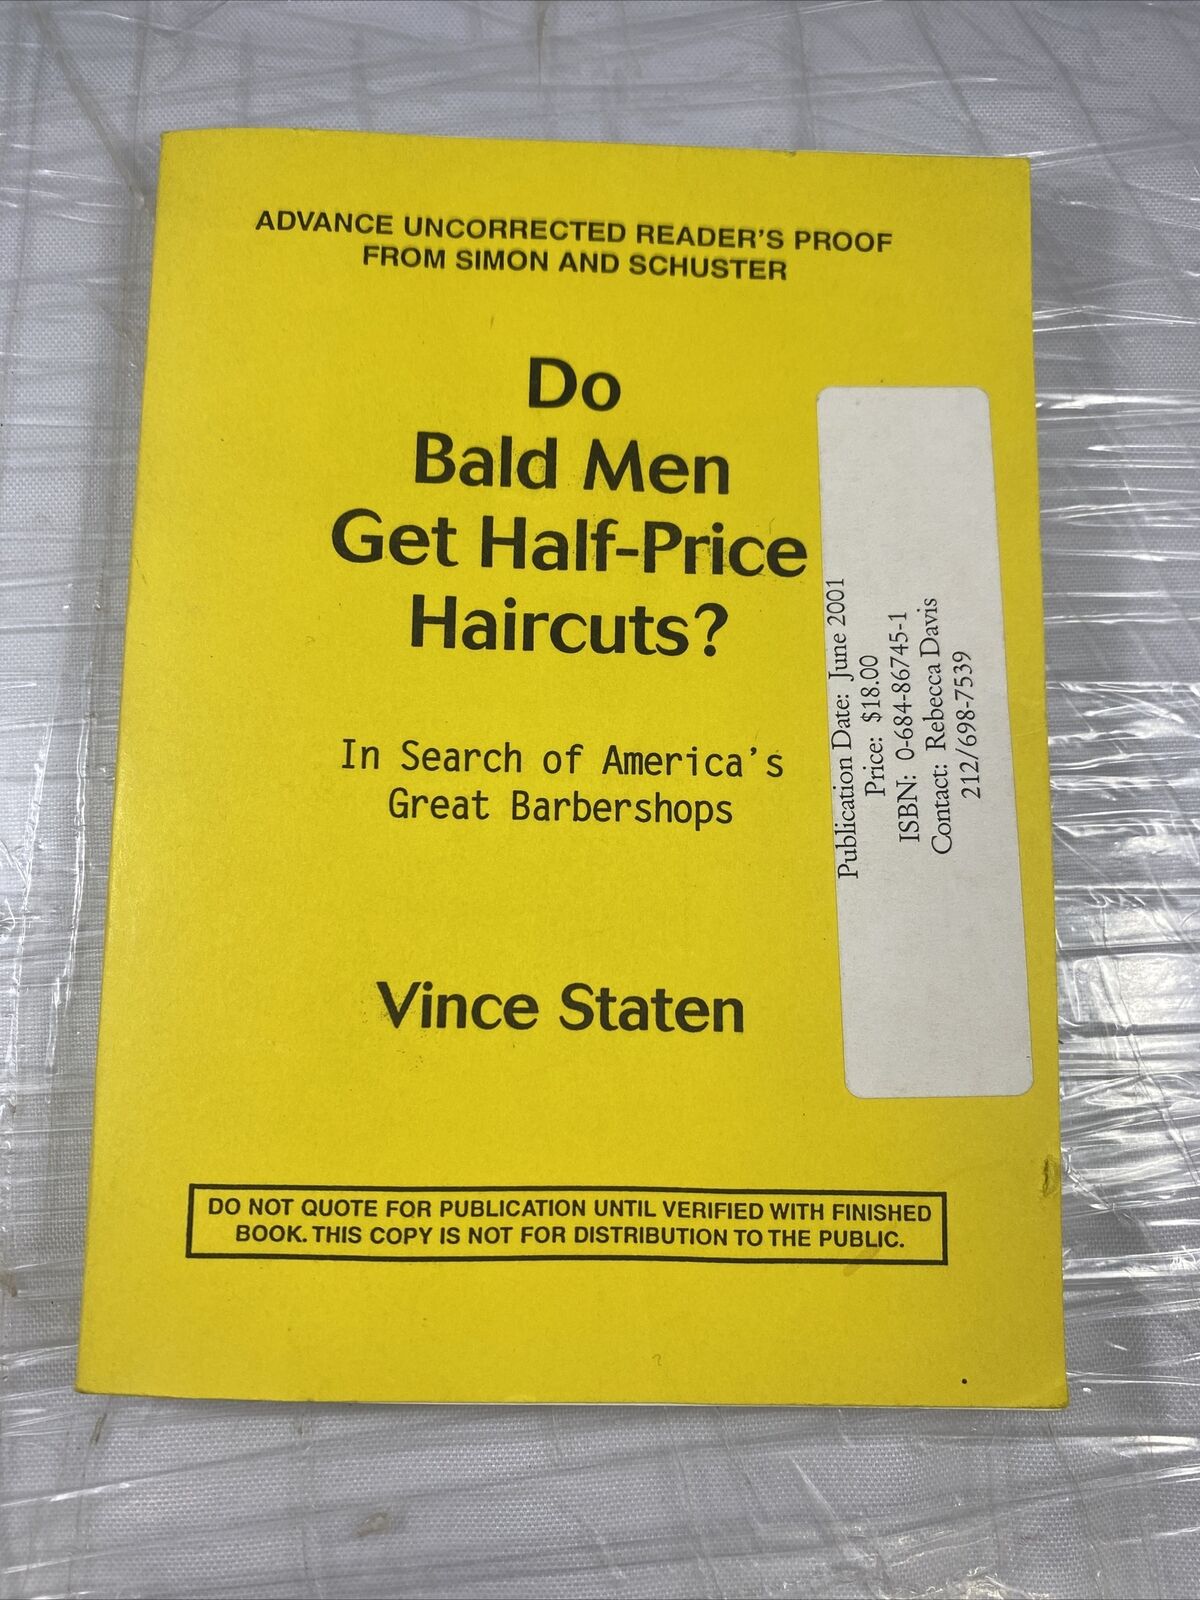 ADVANCE UNCORRECTED READER'S PROOF
FROM SIMON AND SCHUSTER
Do
Bald Men
Get Half-Price
Haircuts?
In Search of America's
Great Barbershops
Vince Staten
Publication Date: June 2001
Price: $18.00
ISBN: 0-684-86745-1
Contact: Rebecca Davis
212/698-7539
DO NOT QUOTE FOR PUBLICATION UNTIL VERIFIED WITH FINISHED
BOOK. THIS COPY IS NOT FOR DISTRIBUTION TO THE PUBLIC.